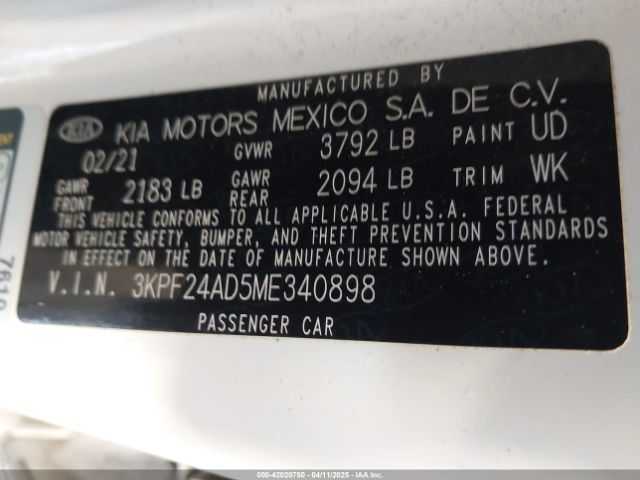 MANUFACTURED BY
KIA KIA MOTORS MEXICO S.A. DE C.V.
02/21 GVWR 3792 LB PAINT UD
GAWR FRONT 2183 LB GAWR REAR 2094 LB TRIM WK
THIS VEHICLE CONFORMS TO ALL APPLICABLE U.S.A. FEDERAL
MOTOR VEHICLE SAFETY, BUMPER, AND THEFT PREVENTION STANDARDS
IN EFFECT ON THE DATE OF MANUFACTURE SHOWN ABOVE.
V.I.N. 3KPF24AD5ME340898
PASSENGER CAR
000-42020750 - 04/11/2025 - IAA Inc.